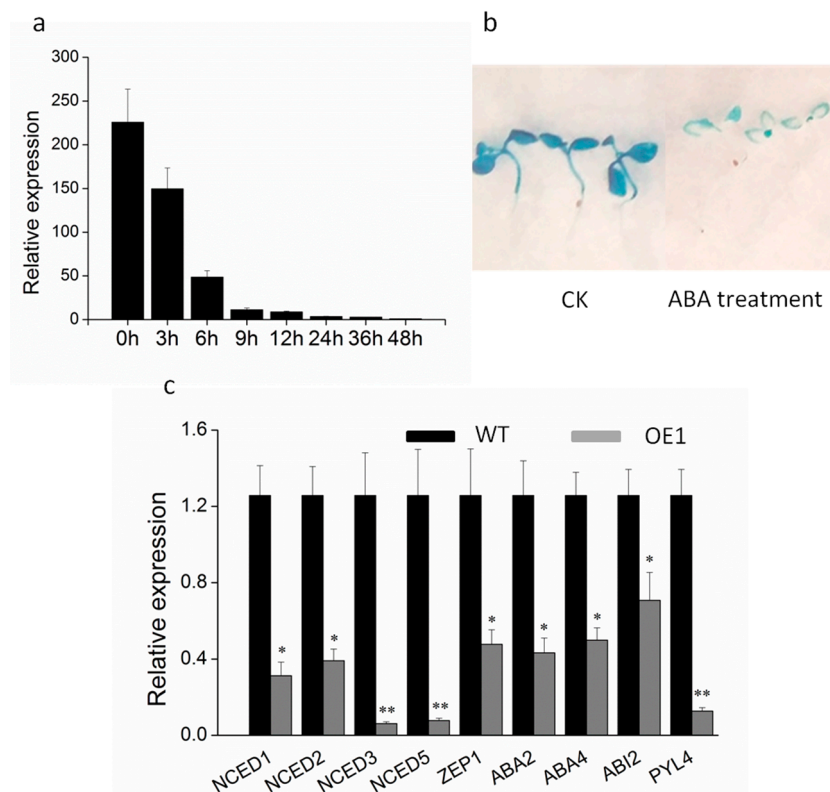 a
b
Relative expression
300
250
200
150
100
50
0
0h 3h 6h 9h 12h 24h 36h 48h
CK
ABA treatment
c
WT
OE1
Relative expression
1.6
1.2
0.8
0.4
0.0
*
*
**
**
*
*
*
*
**
NCED1
NCED2
NCED3
NCED5
ZEP1
ABA2
ABA4
ABI2
PYL4